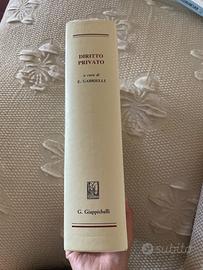 DIRITTO
PRIVATO
a cura di
E. GABRIELLI
G. Giappichelli
subito